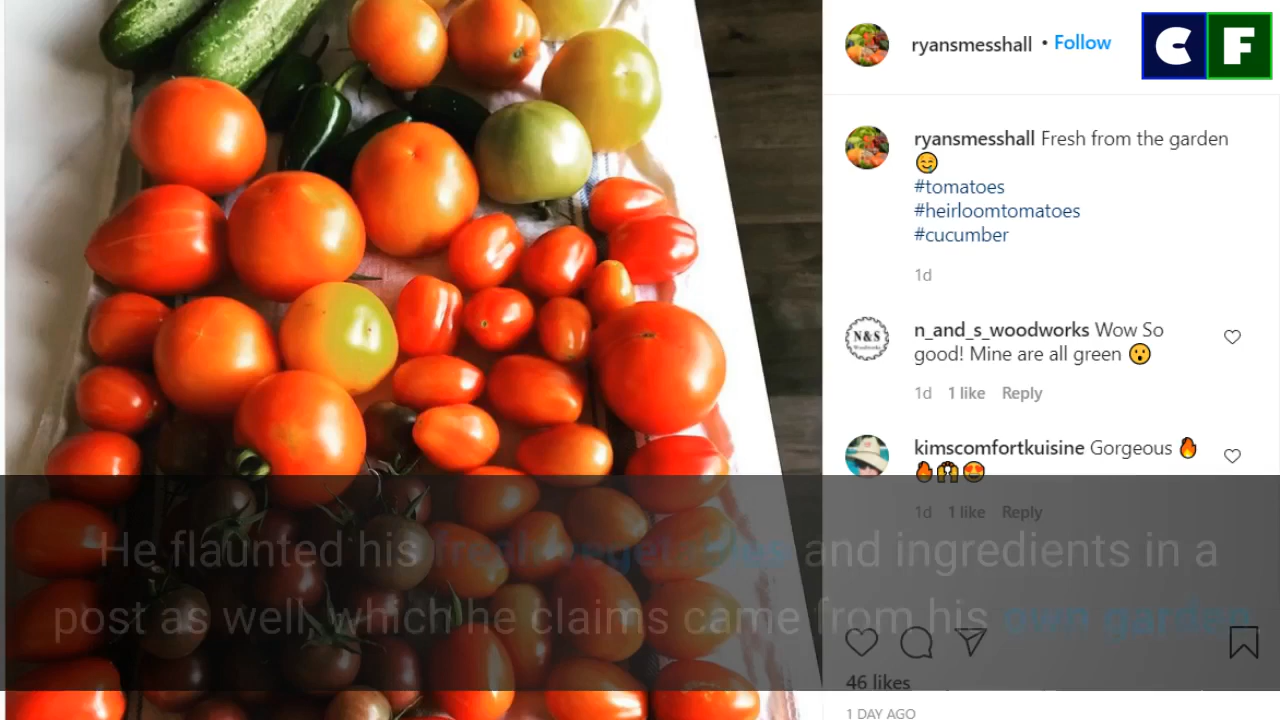 ryansmesshall • Follow
C F
ryansmesshall Fresh from the garden
#tomatoes
#heirloomtomatoes
#cucumber
1d
N&S
n_and_s_woodworks Wow So
good! Mine are all green
1d 1 like Reply
kimscomfortkuisine Gorgeous
1d 1 like Reply
He flaunted his fresh vegetables and ingredients in a
post as well, which he claims came from his own garden
46 likes
1 DAY AGO